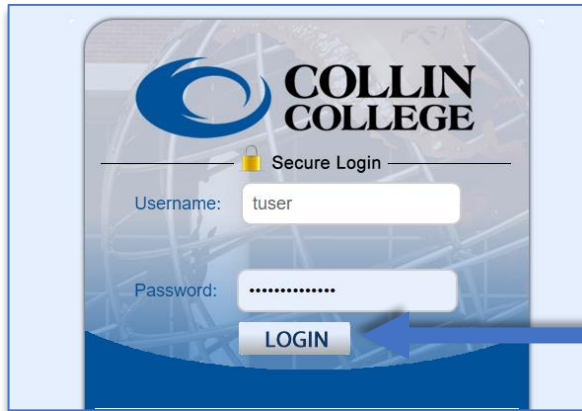 COLLIN
COLLEGE
Secure Login
Username: tuser
Password: ••••••••••••••
LOGIN